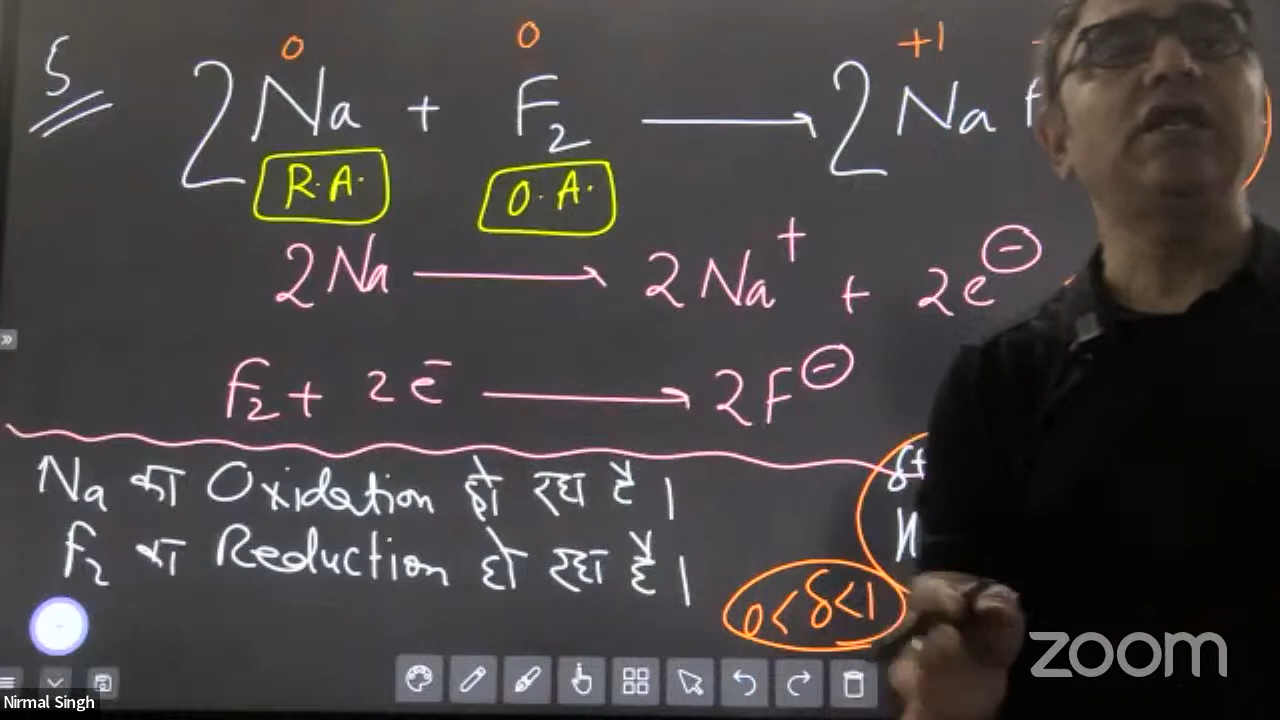 0 0 +1
5 2Na + F₂ ⟶ 2Na
R.A. O.A.
2Na ⟶ 2Na⁺ + 2e⊖
F₂ + 2e⁻ ⟶ 2F⊖
Na का Oxidation हो रहा है।
F₂ का Reduction हो रहा है।
δ+
H
0 < δ < 1
zoom
Nirmal Singh